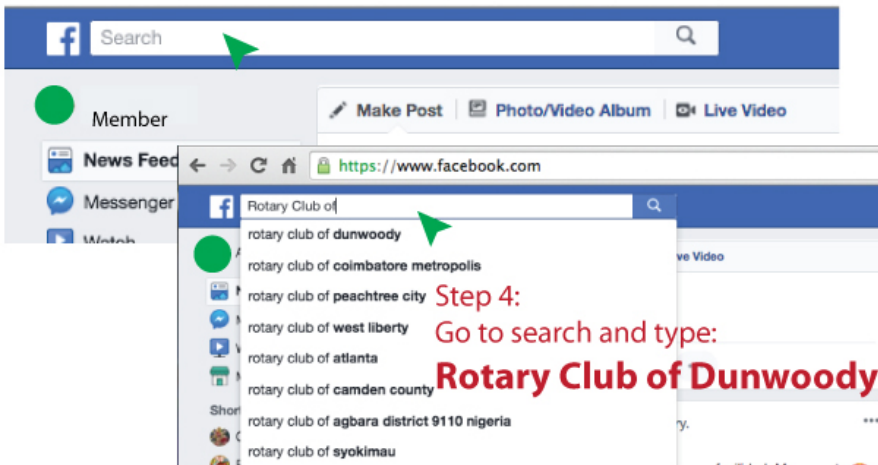 f Search
Member
Make Post Photo/Video Album Live Video
News Feed
https://www.facebook.com
Messenger
f Rotary Club of
Watch
rotary club of dunwoody
ve Video
rotary club of coimbatore metropolis
rotary club of peachtree city
Step 4:
rotary club of west liberty
Go to search and type:
rotary club of atlanta
Rotary Club of Dunwoody
rotary club of camden county
Shor
rotary club of agbara district 9110 nigeria
ry.
rotary club of syokimau